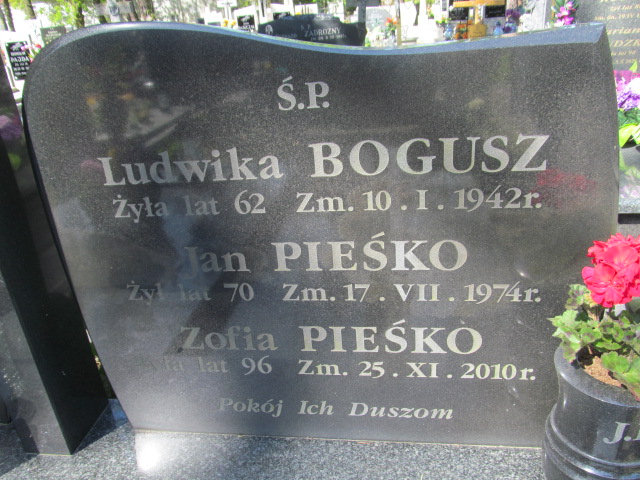 Ś.P.
Ludwika BOGUSZ
Żyła lat 62 Zm. 10. I. 1942r.
Jan PIEŚKO
Żył lat 70 Zm. 17. VII. 1974r.
Zofia PIEŚKO
lat 96 Zm. 25. XI. 2010r.
Pokój Ich Duszom
ZABROŻNY